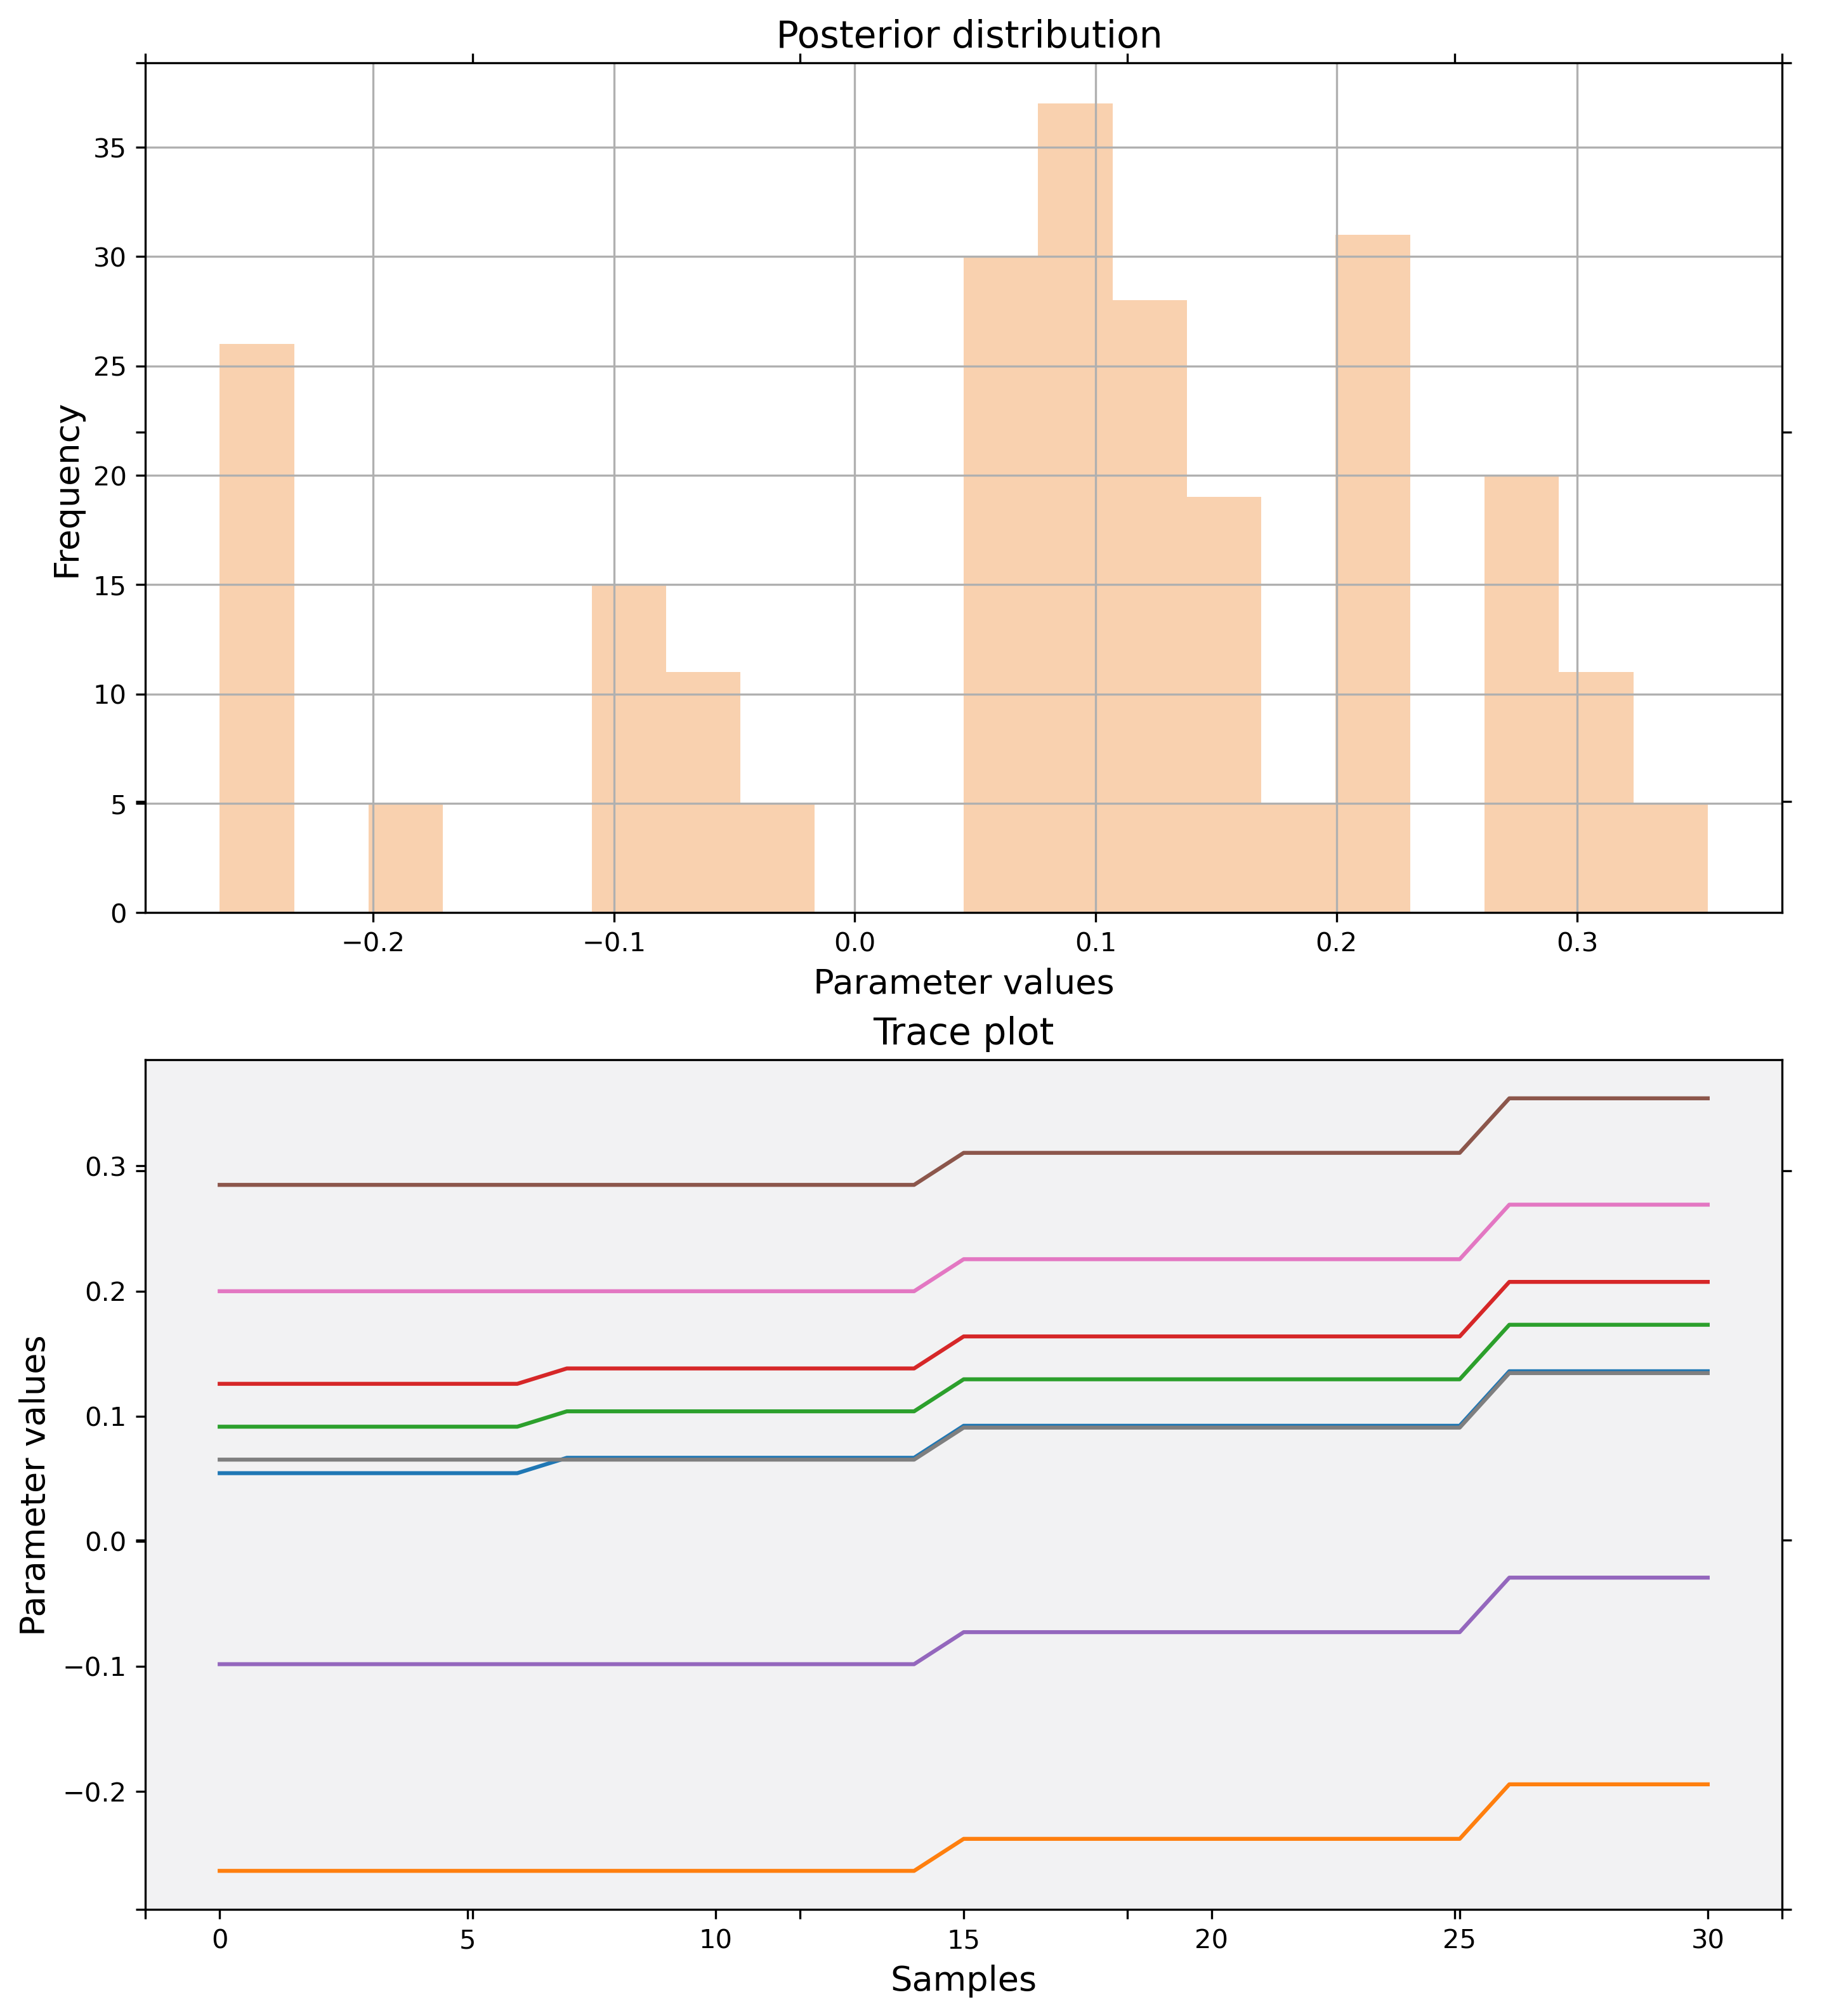 Posterior distribution
35
30
25
20
15
10
5
0
Frequency
−0.2 −0.1 0.0 0.1 0.2 0.3
Parameter values
Trace plot
0.3
0.2
0.1
0.0
−0.1
−0.2
Parameter values
0 5 10 15 20 25 30
Samples